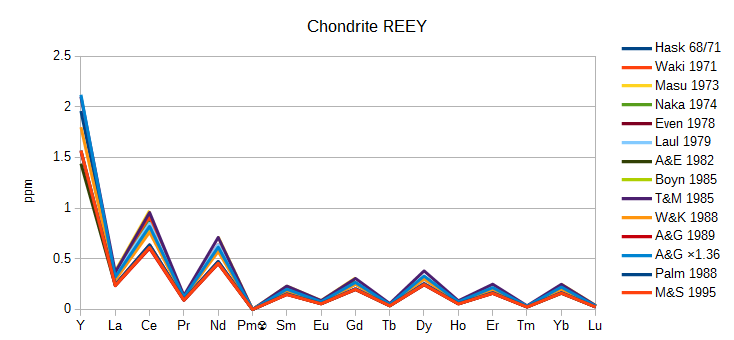 Chondrite REEY
2.5
2
1.5
1
0.5
0
ppm
Y La Ce Pr Nd Pm Sm Eu Gd Tb Dy Ho Er Tm Yb Lu
Hask 68/71
Waki 1971
Masu 1973
Naka 1974
Even 1978
Laul 1979
A&E 1982
Boyn 1985
T&M 1985
W&K 1988
A&G 1989
A&G ×1.36
Palm 1988
M&S 1995